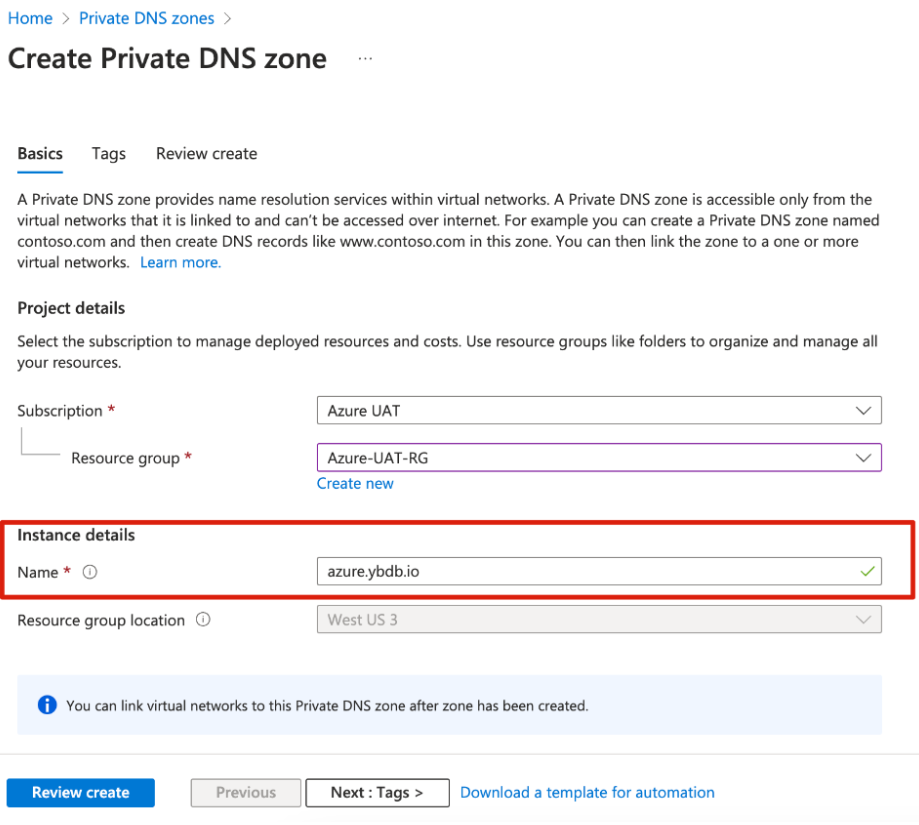 Home > Private DNS zones >
Create Private DNS zone ...
Basics Tags Review create
A Private DNS zone provides name resolution services within virtual networks. A Private DNS zone is accessible only from the
virtual networks that it is linked to and can't be accessed over internet. For example you can create a Private DNS zone named
contoso.com and then create DNS records like www.contoso.com in this zone. You can then link the zone to a one or more
virtual networks. Learn more.
Project details
Select the subscription to manage deployed resources and costs. Use resource groups like folders to organize and manage all
your resources.
Subscription * Azure UAT
Resource group * Azure-UAT-RG
Create new
Instance details
Name * azure.ybdb.io
Resource group location West US 3
You can link virtual networks to this Private DNS zone after zone has been created.
Review create Previous Next : Tags > Download a template for automation